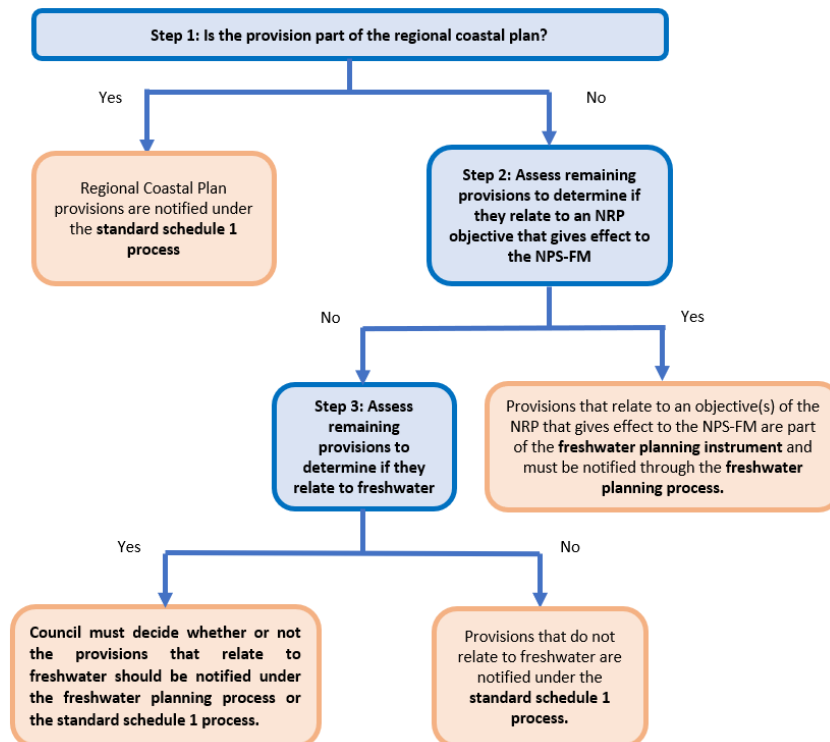 Step 1: Is the provision part of the regional coastal plan?
Yes
No
Regional Coastal Plan
provisions are notified under
the standard schedule 1
process
Step 2: Assess remaining
provisions to determine if
they relate to an NRP
objective that gives effect to
the NPS-FM
No
Yes
Step 3: Assess
remaining
provisions to
determine if they
relate to freshwater
Provisions that relate to an objective(s) of the
NRP that gives effect to the NPS-FM are part
of the freshwater planning instrument and
must be notified through the freshwater
planning process.
Yes
No
Council must decide whether or not
the provisions that relate to
freshwater should be notified under
the freshwater planning process or
the standard schedule 1 process.
Provisions that do not
relate to freshwater are
notified under the
standard schedule 1
process.